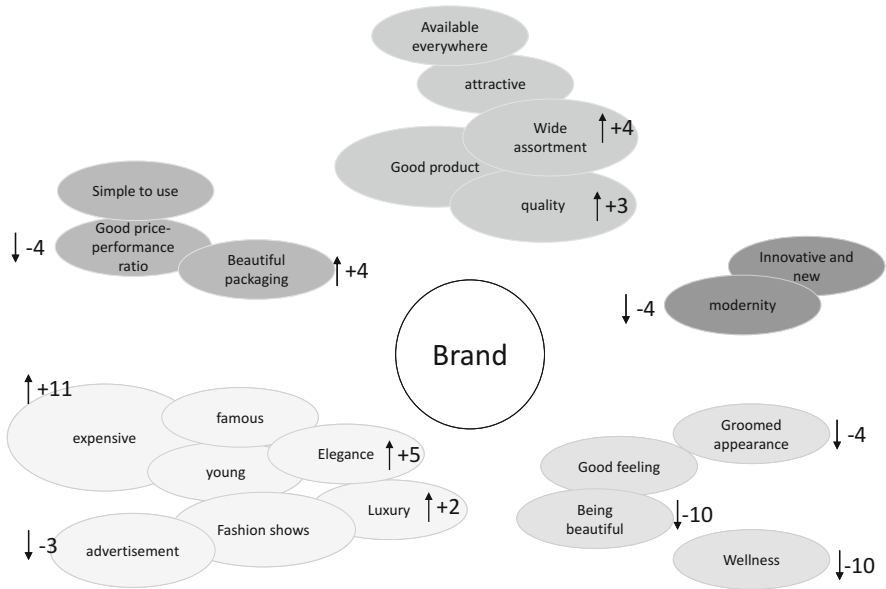 Available
everywhere
attractive
Wide
assortment
+4
Good product
quality
+3
Simple to use
Good price-
performance
ratio
-4
Beautiful
packaging
+4
Innovative and
new
modernity
-4
Brand
+11
expensive
famous
Elegance
+5
young
Luxury
+2
Fashion shows
advertisement
-3
Groomed
appearance
-4
Good feeling
Being
beautiful
-10
Wellness
-10